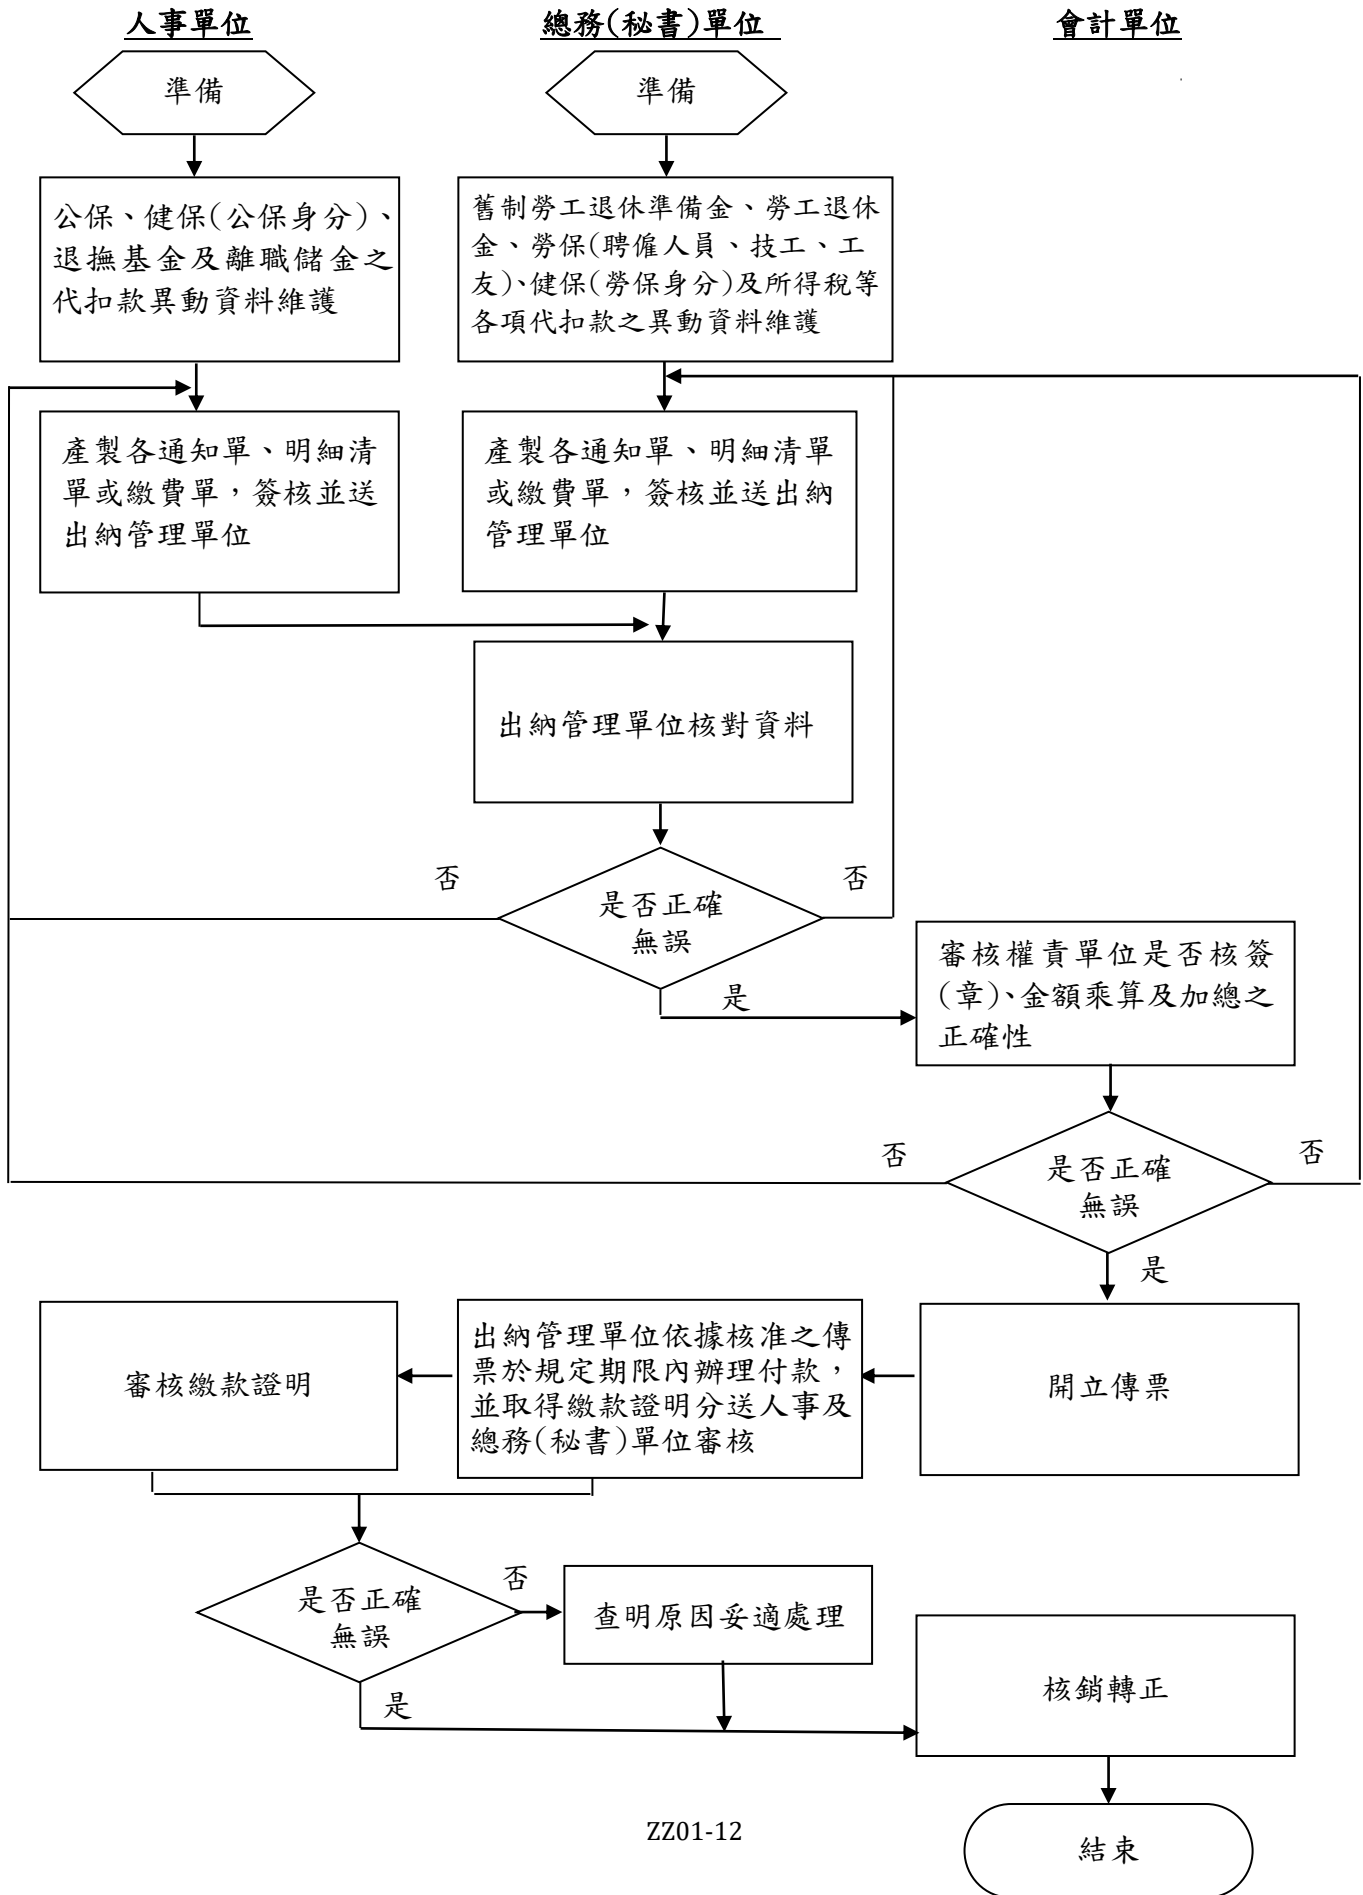 人事單位
總務(秘書)單位
會計單位
準備
準備
公保、健保(公保身分)、
退撫基金及離職儲金之
代扣款異動資料維護
舊制勞工退休準備金、勞工退休
金、勞保(聘僱人員、技工、工
友)、健保(勞保身分)及所得稅等
各項代扣款之異動資料維護
產製各通知單、明細清
單或繳費單，簽核並送
出納管理單位
產製各通知單、明細清單
或繳費單，簽核並送出納
管理單位
出納管理單位核對資料
否
否
是否正確
無誤
是
審核權責單位是否核簽
(章)、金額乘算及加總之
正確性
否
否
是否正確
無誤
是
審核繳款證明
出納管理單位依據核准之傳
票於規定期限內辦理付款，
並取得繳款證明分送人事及
總務(秘書)單位審核
開立傳票
是否正確
無誤
否
查明原因妥適處理
是
核銷轉正
結束
ZZ01-12